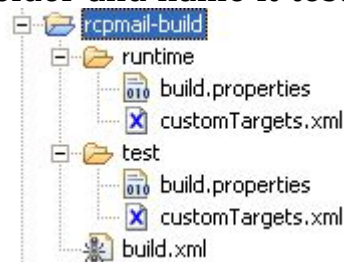 rcpmail-build
runtime
build.properties
customTargets.xml
test
build.properties
customTargets.xml
build.xml